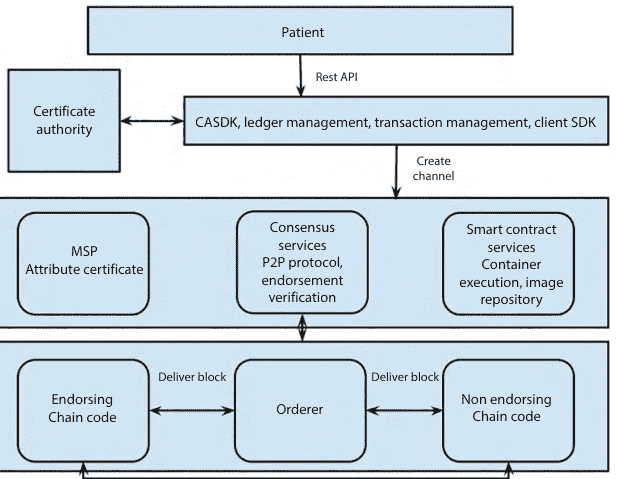 Patient
Rest API
Certificate
authority
CASDK, ledger management, transaction management, client SDK
Create
channel
MSP
Attribute certificate
Consensus
services
P2P protocol,
endorsement
verification
Smart contract
services
Container
execution, image
repository
Endorsing
Chain code
Deliver block
Orderer
Deliver block
Non endorsing
Chain code